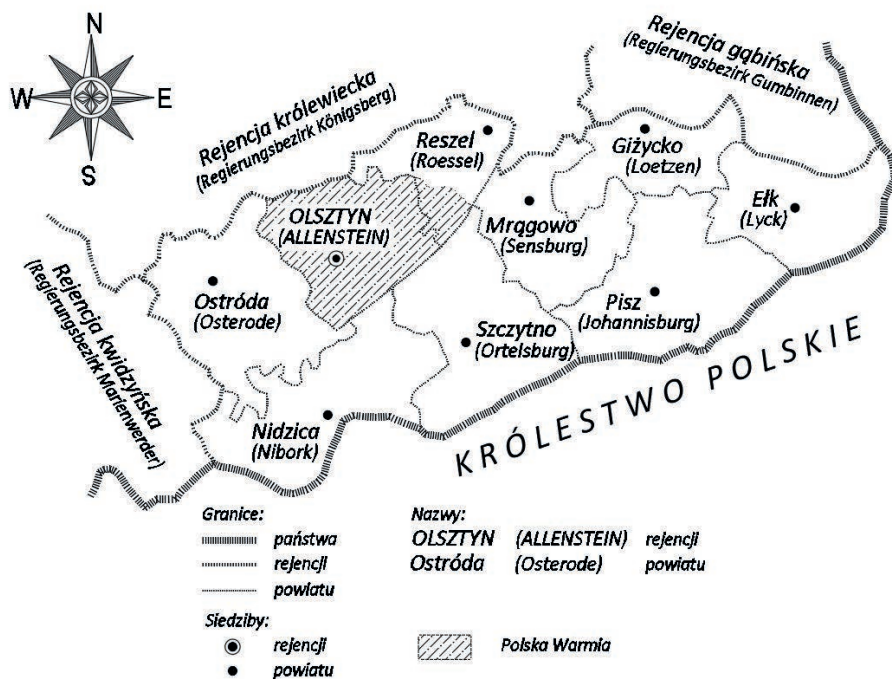 N
W E
S
Rejencja królewiecka
(Regierungsbezirk Königsberg)
Rejencja gąbińska
(Regierungsbezirk Gumbinnen)
Reszel
(Roessel)
Giżycko
(Loetzen)
Ełk
(Lyck)
OLSZTYN
(ALLENSTEIN)
Mrągowo
(Sensburg)
Ostróda
(Osterode)
Pisz
(Johannisburg)
Szczytno
(Ortelsburg)
Rejencja kwidzyńska
(Regierungsbezirk Marienwerder)
Nidzica
(Nibork)
KRÓLESTWO POLSKIE
Granice:
państwa
rejencji
powiatu
Siedziby:
rejencji
powiatu
Nazwy:
OLSZTYN (ALLENSTEIN) rejencji
Ostróda (Osterode) powiatu
Polska Warmia